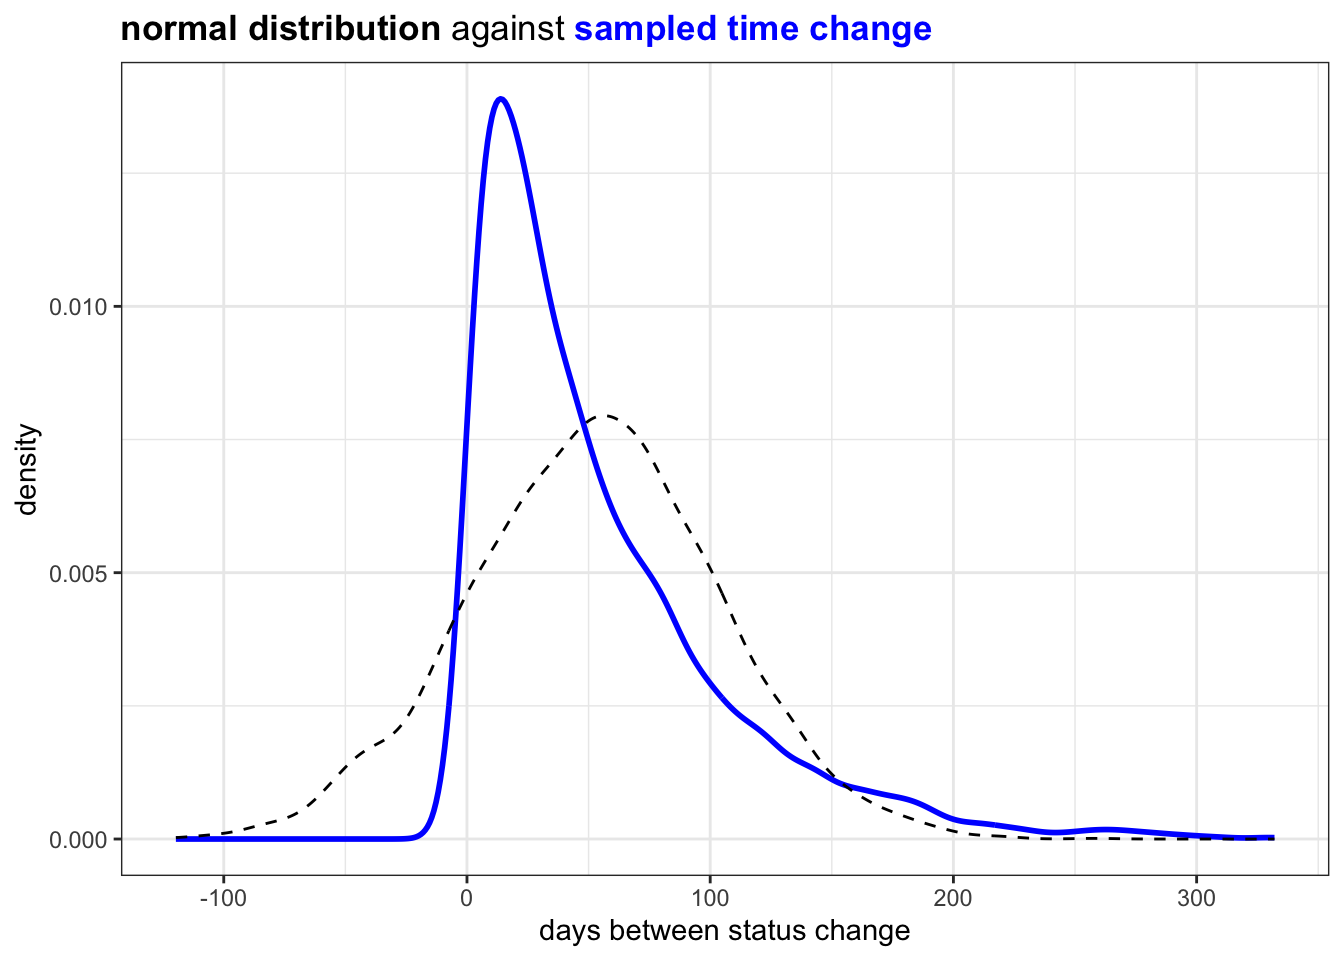 normal distribution against sampled time change
density
0.010
0.005
0.000
-100 0 100 200 300
days between status change